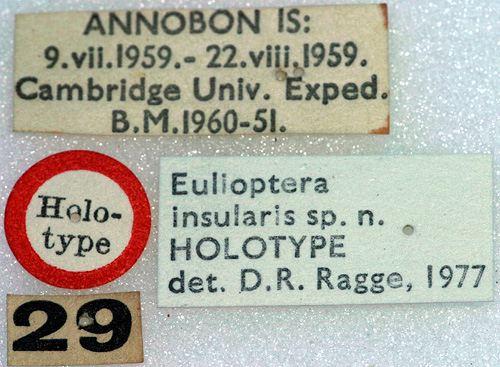 ANNOBON IS:
9.vii.1959.- 22.viii.1959.
Cambridge Univ. Exped.
B.M.1960-51.
Holo-
type
Eulioptera
insularis sp. n.
HOLOTYPE
det. D.R. Ragge, 1977
29